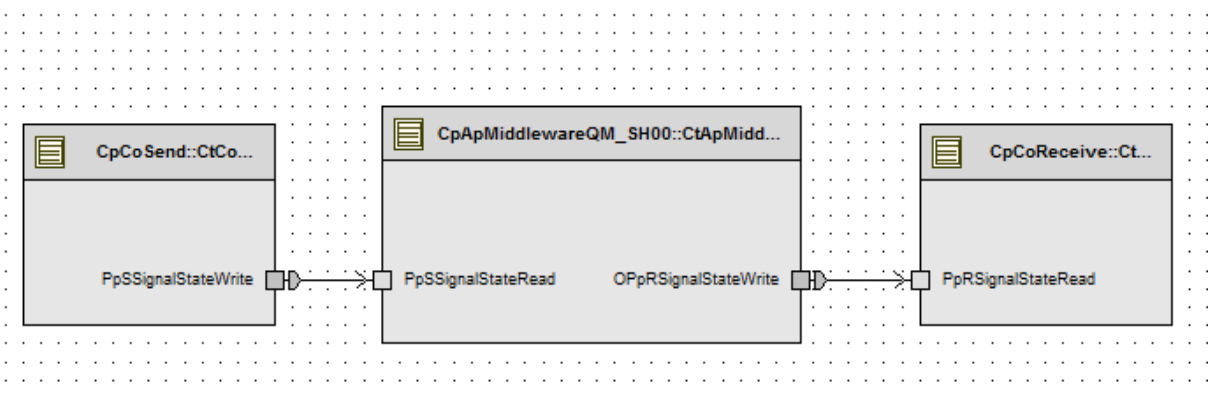 CpCoSend::CtCo...
CpApMiddlewareQM_SH00::CtApMidd...
CpCoReceive::Ct...
PpSSignalStateWrite
PpSSignalStateRead
OPpRSignalStateWrite
PpRSignalStateRead